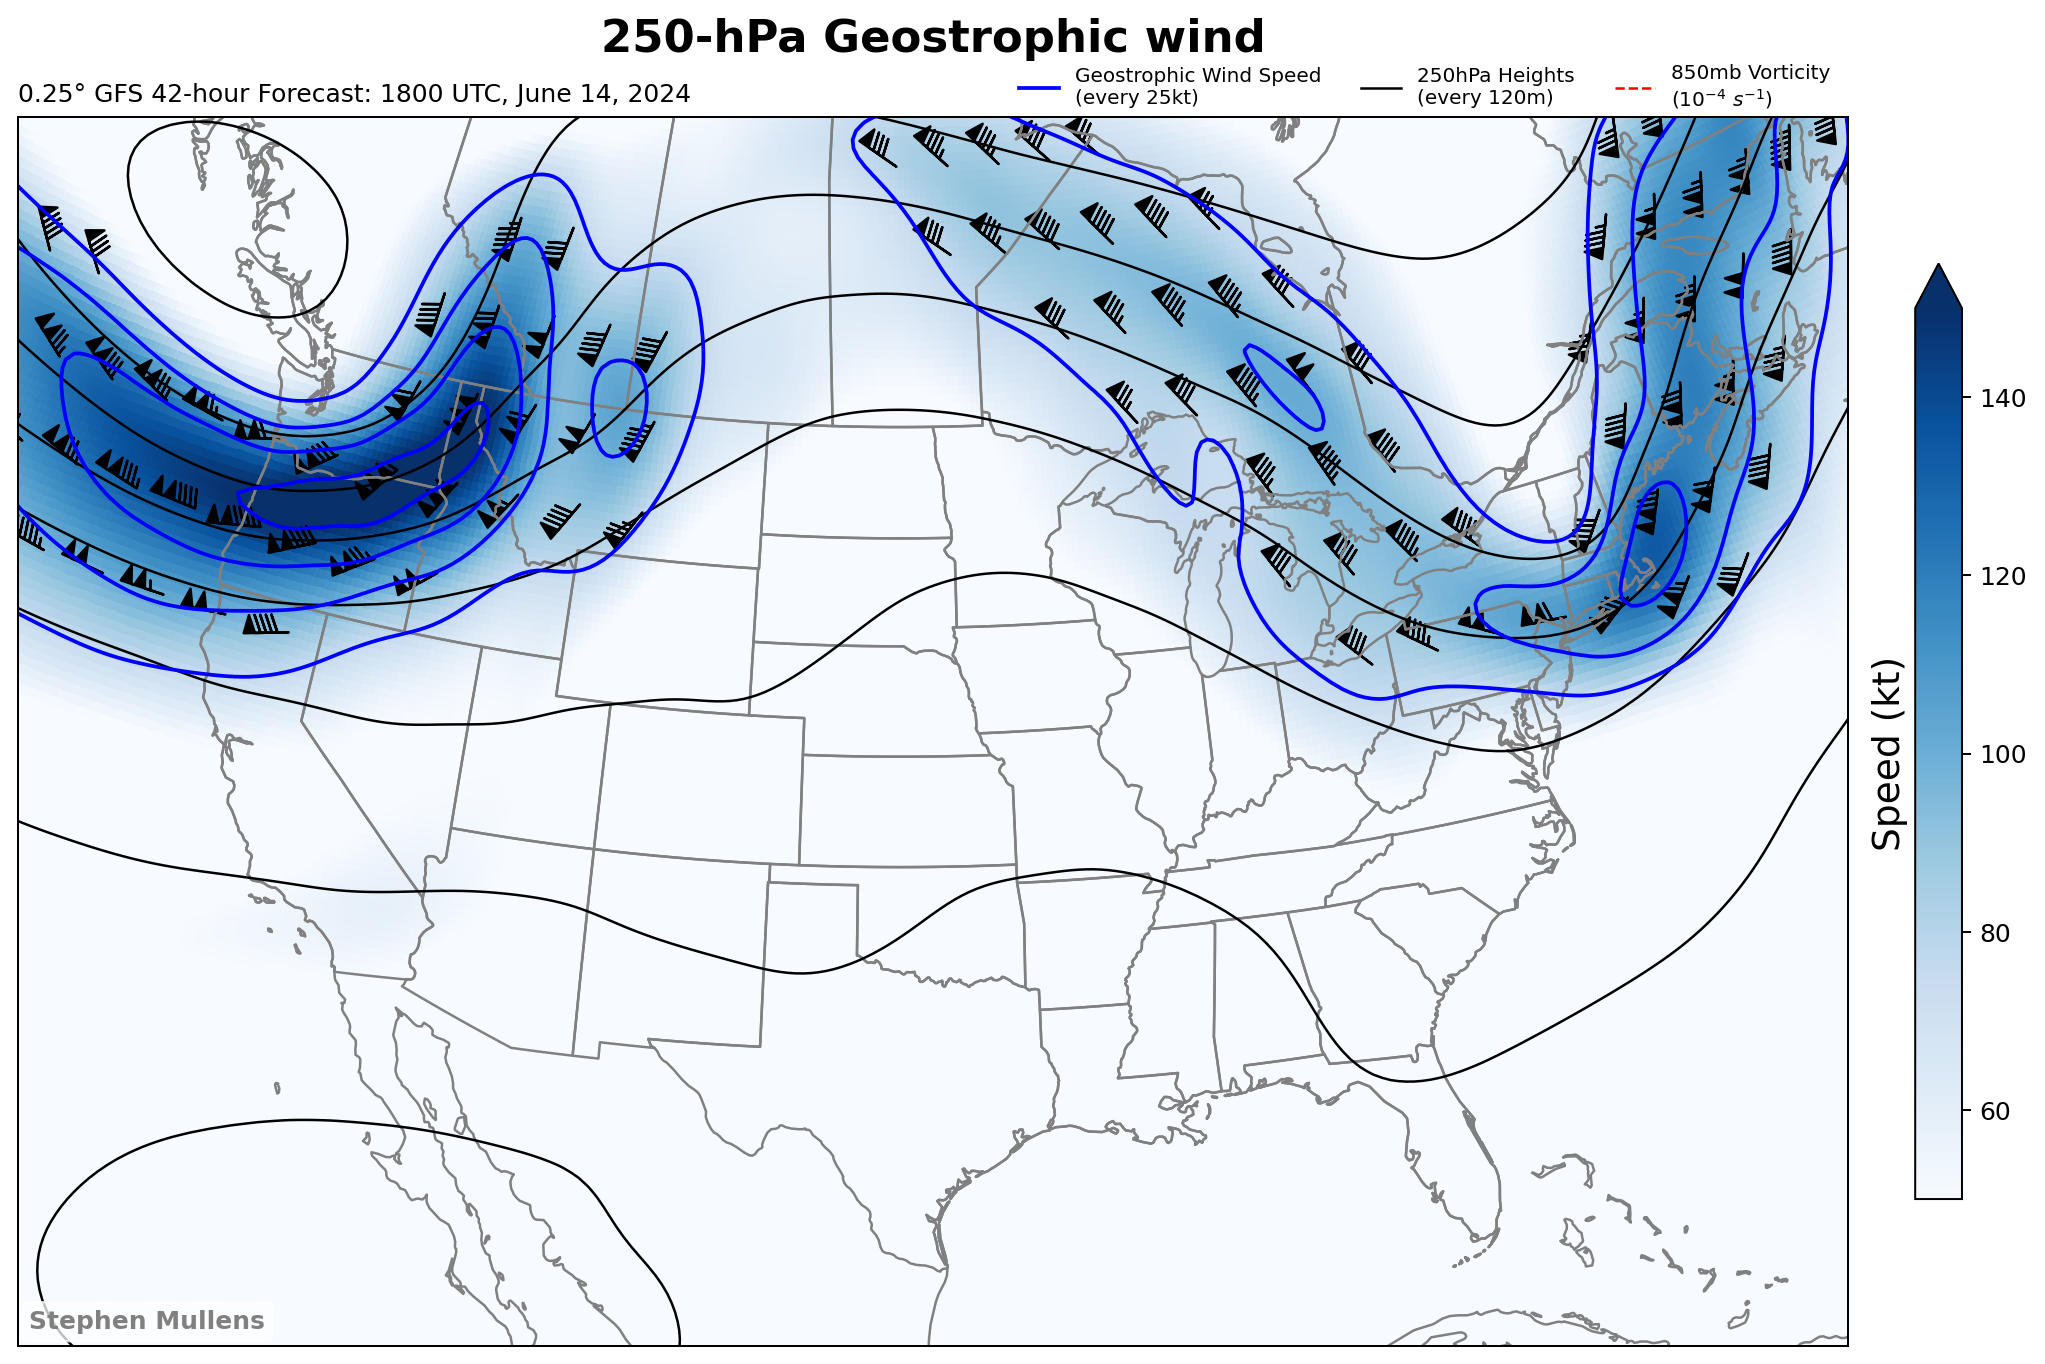 250-hPa Geostrophic wind
0.25° GFS 42-hour Forecast: 1800 UTC, June 14, 2024
Geostrophic Wind Speed
(every 25kt)
250hPa Heights
(every 120m)
850mb Vorticity
(10⁻⁴ s⁻¹)
140
120
100
80
60
Speed (kt)
Stephen Mullens